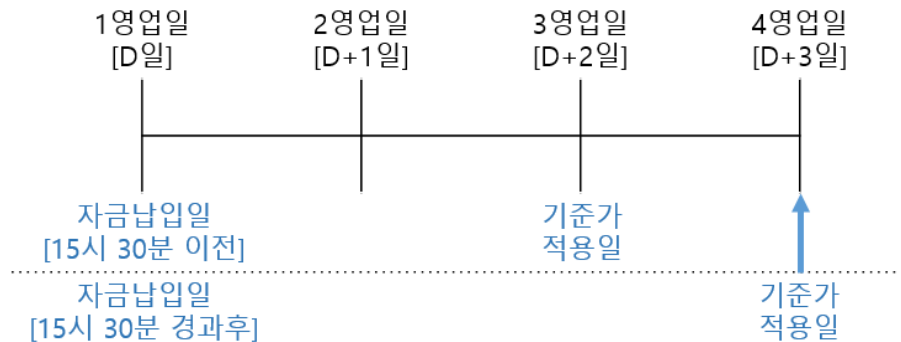 1영업일
[D일]
2영업일
[D+1일]
3영업일
[D+2일]
4영업일
[D+3일]
자금납입일
[15시 30분 이전]
기준가
적용일
자금납입일
[15시 30분 경과후]
기준가
적용일